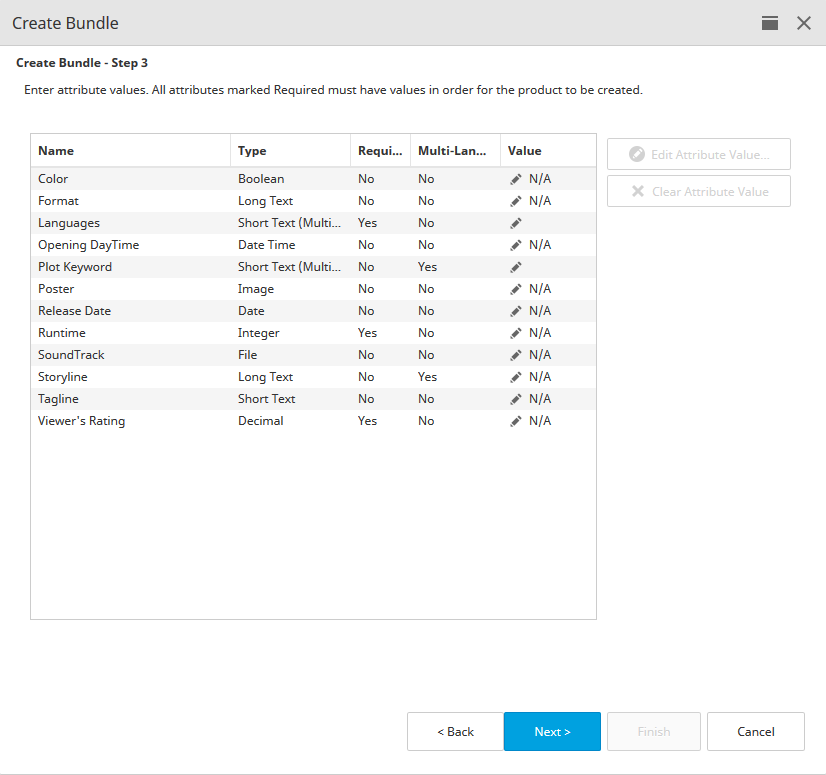 Create Bundle
Create Bundle - Step 3
Enter attribute values. All attributes marked Required must have values in order for the product to be created.
Name Type Requi... Multi-Lan... Value
Color Boolean No No N/A
Format Long Text No No N/A
Languages Short Text (Multi... Yes No
Opening DayTime Date Time No No N/A
Plot Keyword Short Text (Multi... No Yes
Poster Image No No N/A
Release Date Date No No N/A
Runtime Integer Yes No N/A
SoundTrack File No No N/A
Storyline Long Text No Yes N/A
Tagline Short Text No No N/A
Viewer's Rating Decimal Yes No N/A
Edit Attribute Value...
Clear Attribute Value
< Back Next > Finish Cancel